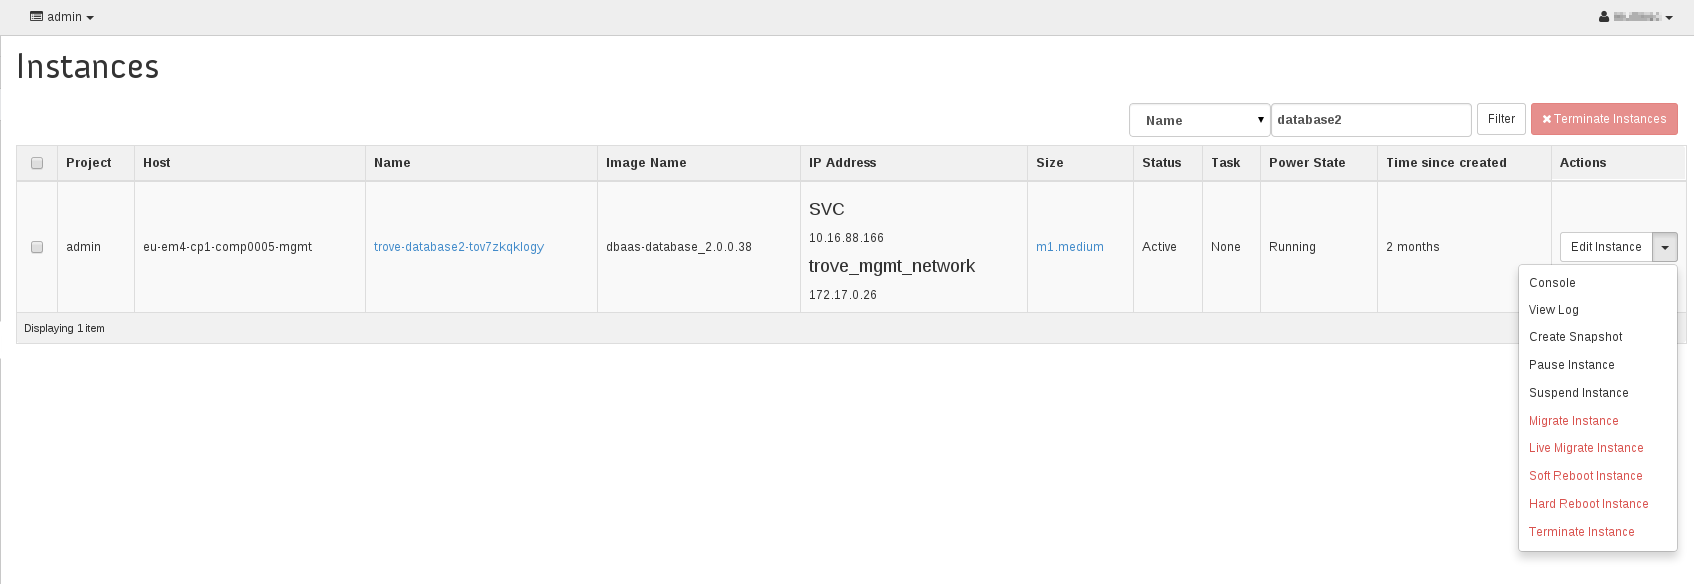 admin
Instances
Name database2 Filter Terminate Instances
Project Host Name Image Name IP Address Size Status Task Power State Time since created Actions
SVC
10.16.88.166
admin eu-em4-cp1-comp0005-mgmt trove-database2-tov7zkqklogy dbaas-database_2.0.0.38 m1.medium Active None Running 2 months Edit Instance
trove_mgmt_network
172.17.0.26
Displaying 1 item
Console
View Log
Create Snapshot
Pause Instance
Suspend Instance
Migrate Instance
Live Migrate Instance
Soft Reboot Instance
Hard Reboot Instance
Terminate Instance